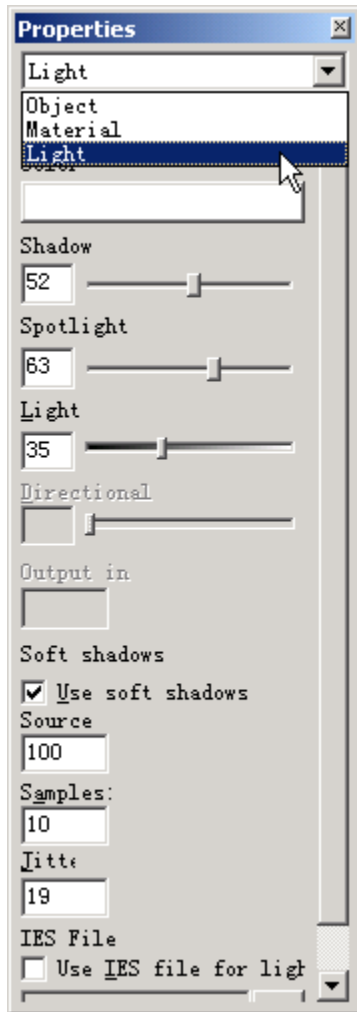 Properties
Light
Object
Material
Light
Shadow
52
Spotlight
63
Light
35
Directional
Output in
Soft shadows
Use soft shadows
Source
100
Samples:
10
Jitte
19
IES File
Use IES file for ligh